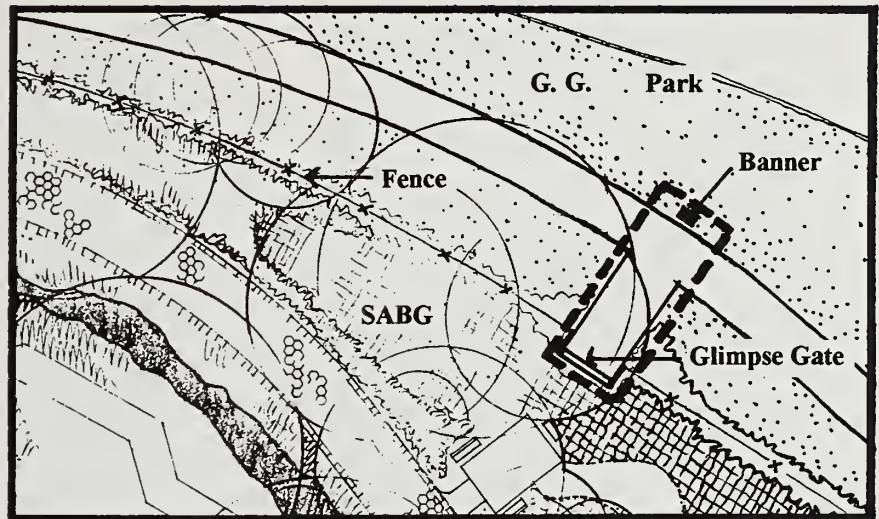 G. G. Park
Banner
Fence
SABG
Glimpse Gate